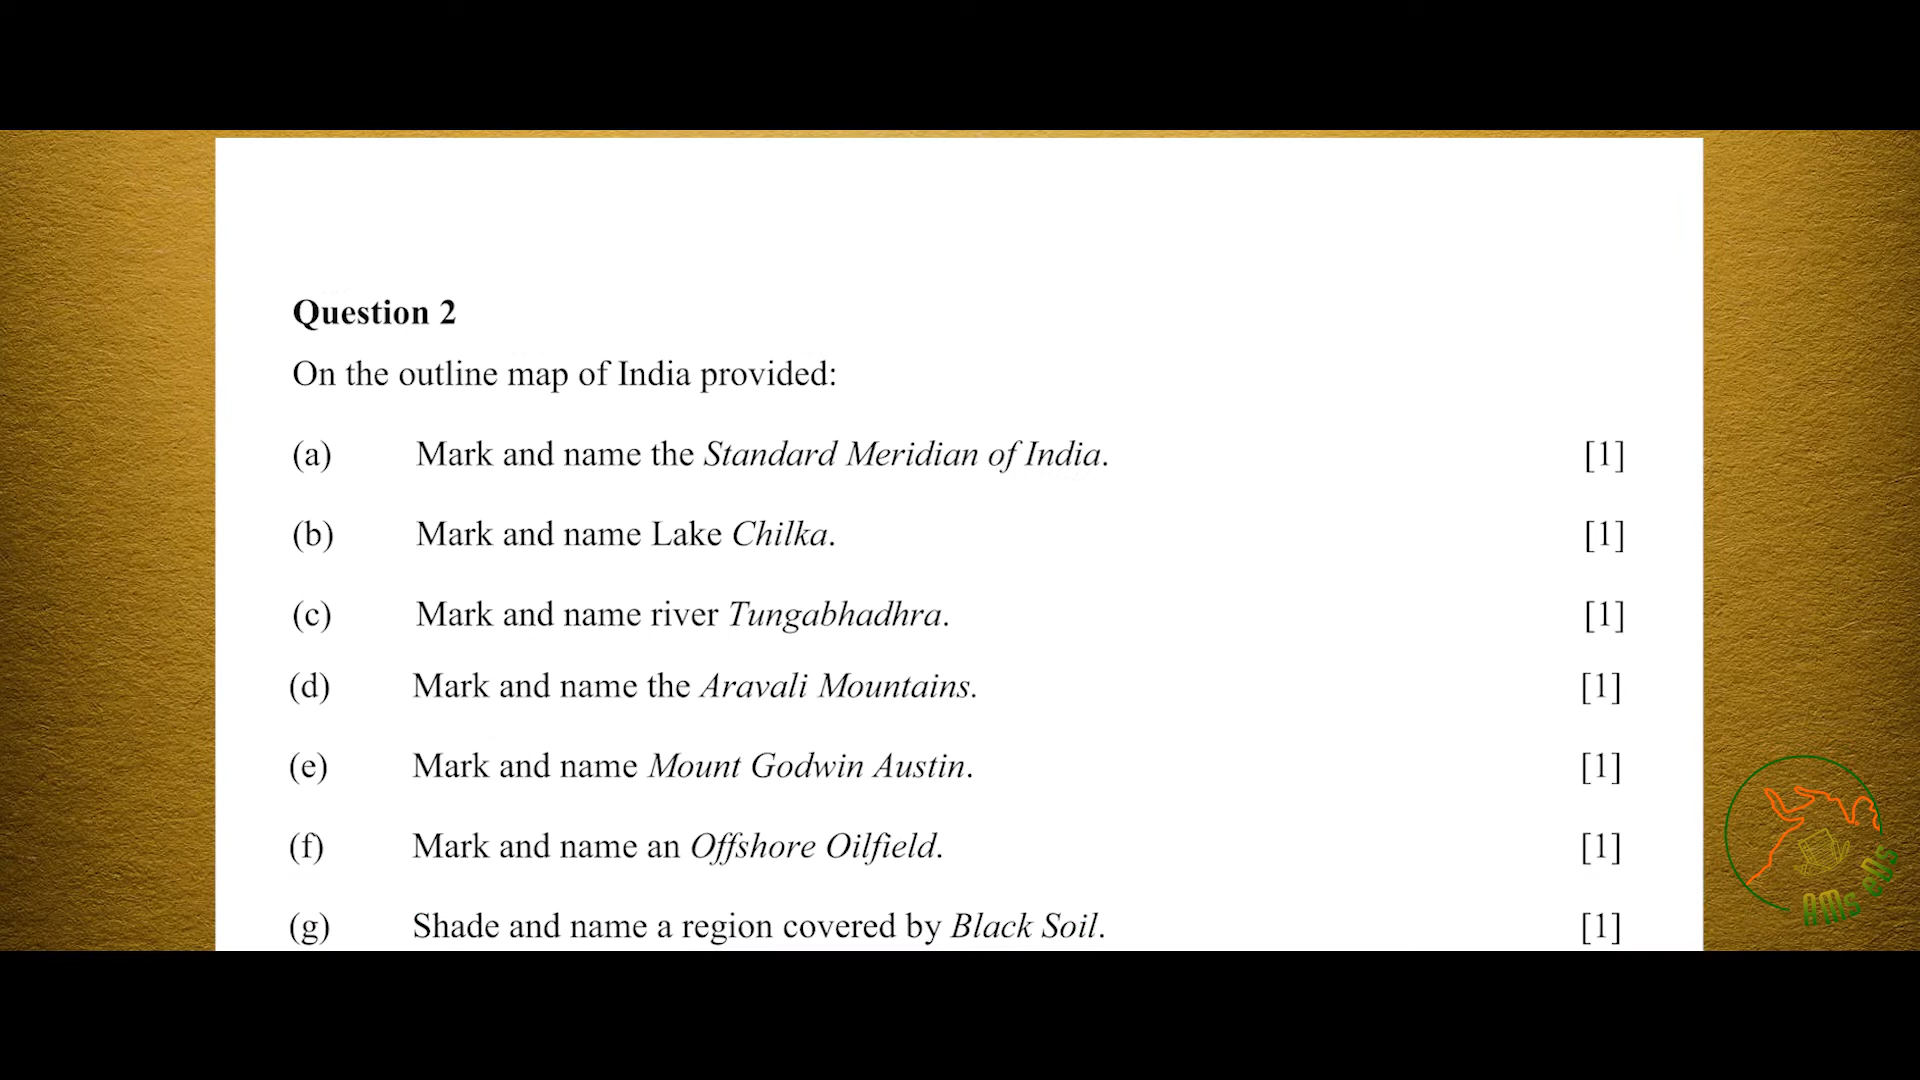 Question 2
On the outline map of India provided:
(a) Mark and name the Standard Meridian of India. [1]
(b) Mark and name Lake Chilka. [1]
(c) Mark and name river Tungabhadhra. [1]
(d) Mark and name the Aravali Mountains. [1]
(e) Mark and name Mount Godwin Austin. [1]
(f) Mark and name an Offshore Oilfield. [1]
(g) Shade and name a region covered by Black Soil. [1]
AMs eDs